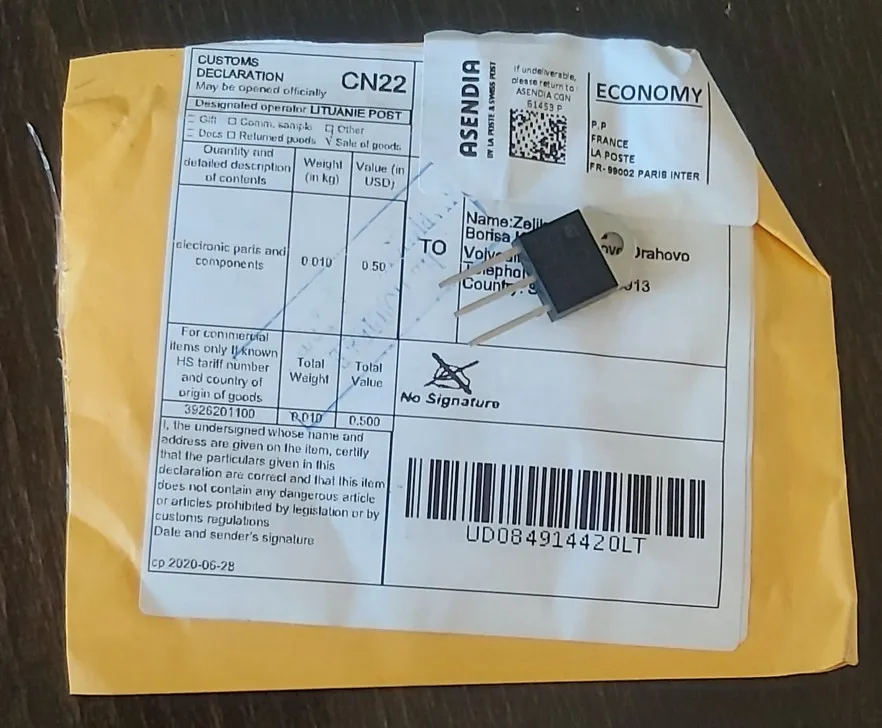 CUSTOMS
DECLARATION
May be opened officially
CN22
Designated operator LITUANIE POST
Gift Comm. sample Other
Docs Returned goods √ Sale of goods
Quantity and
detailed description
of contents
Weight
(in kg)
Value (in
USD)
electronic paris and
components
0.010
0.50
For commercial
items only If known
HS tariff number
and country of
origin of goods
Total
Weight
Total
Value
3926201100
0.010
0.500
I, the undersigned whose name and
address are given on the item, certify
that the particulars given in this
declaration are correct and that this item
does not contain any dangerous article
or articles prohibited by legislation or by
customs regulations
Date and sender's signature
cp 2020-06-28
ASENDIA
BY LA POSTE & SWISS POST
If undeliverable,
please return to:
ASENDIA CGN
51453 P
ECONOMY
P.P
FRANCE
LA POSTE
FR-99002 PARIS INTER
TO
Name:
Borisa
Country:
No Signature
UD084914420LT